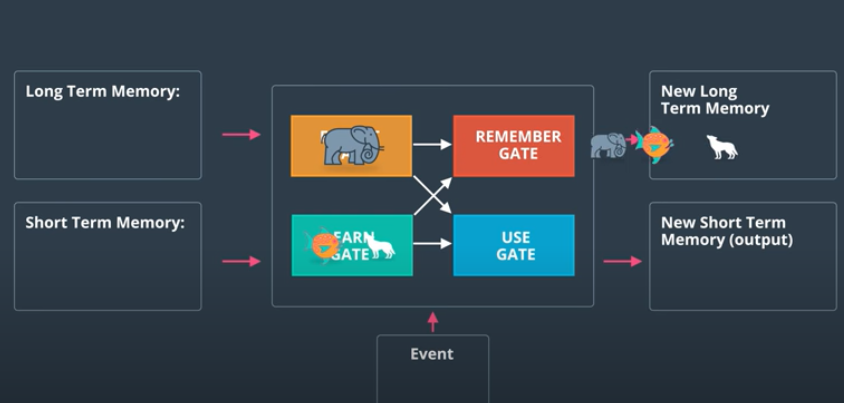 Long Term Memory:
New Long
Term Memory
REMEMBER
GATE
Short Term Memory:
GATE
USE
GATE
New Short Term
Memory (output)
Event